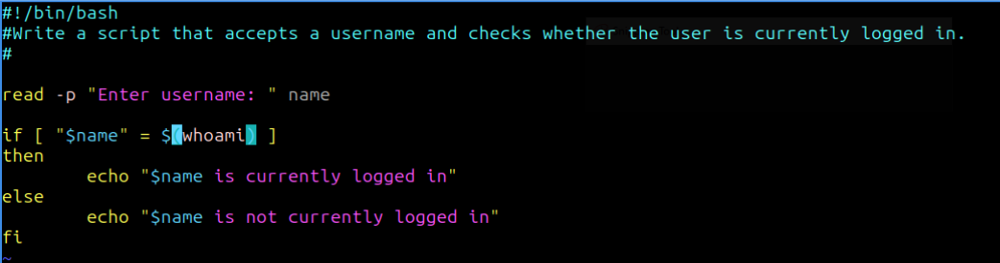 #!/bin/bash
#Write a script that accepts a username and checks whether the user is currently logged in.
#
read -p "Enter username: " name
if [ "$name" = $(whoami) ]
then
        echo "$name is currently logged in"
else
        echo "$name is not currently logged in"
fi
~